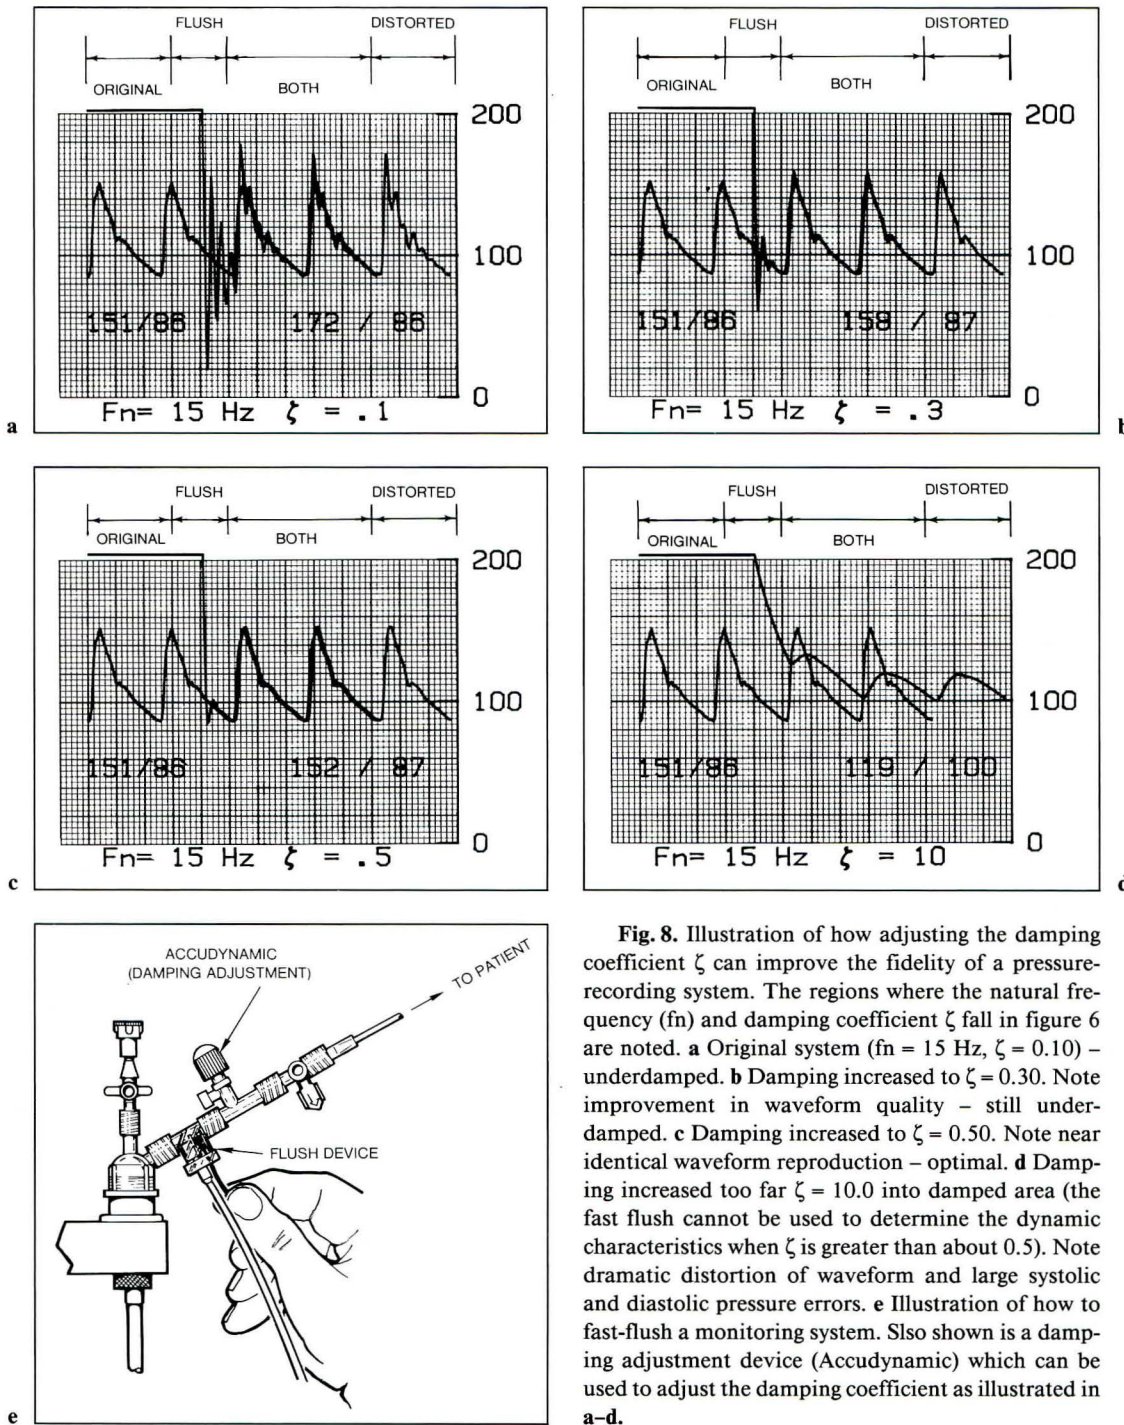 FLUSH DISTORTED
ORIGINAL BOTH
200
100
151/86 172 / 86
0
Fn= 15 Hz ζ = .1
a
FLUSH DISTORTED
ORIGINAL BOTH
200
100
151/86 158 / 87
0
Fn= 15 Hz ζ = .3
b
FLUSH DISTORTED
ORIGINAL BOTH
200
100
151/86 152 / 87
0
Fn= 15 Hz ζ = .5
c
FLUSH DISTORTED
ORIGINAL BOTH
200
100
151/86 119 / 100
0
Fn= 15 Hz ζ = 10
d
ACCUDYNAMIC
(DAMPING ADJUSTMENT)
TO PATIENT
FLUSH DEVICE
e
Fig. 8. Illustration of how adjusting the damping
coefficient ζ can improve the fidelity of a pressure-
recording system. The regions where the natural fre-
quency (fn) and damping coefficient ζ fall in figure 6
are noted. a Original system (fn = 15 Hz, ζ = 0.10) –
underdamped. b Damping increased to ζ = 0.30. Note
improvement in waveform quality – still under-
damped. c Damping increased to ζ = 0.50. Note near
identical waveform reproduction – optimal. d Damp-
ing increased too far ζ = 10.0 into damped area (the
fast flush cannot be used to determine the dynamic
characteristics when ζ is greater than about 0.5). Note
dramatic distortion of waveform and large systolic
and diastolic pressure errors. e Illustration of how to
fast-flush a monitoring system. Slso shown is a damp-
ing adjustment device (Accudynamic) which can be
used to adjust the damping coefficient as illustrated in
a–d.